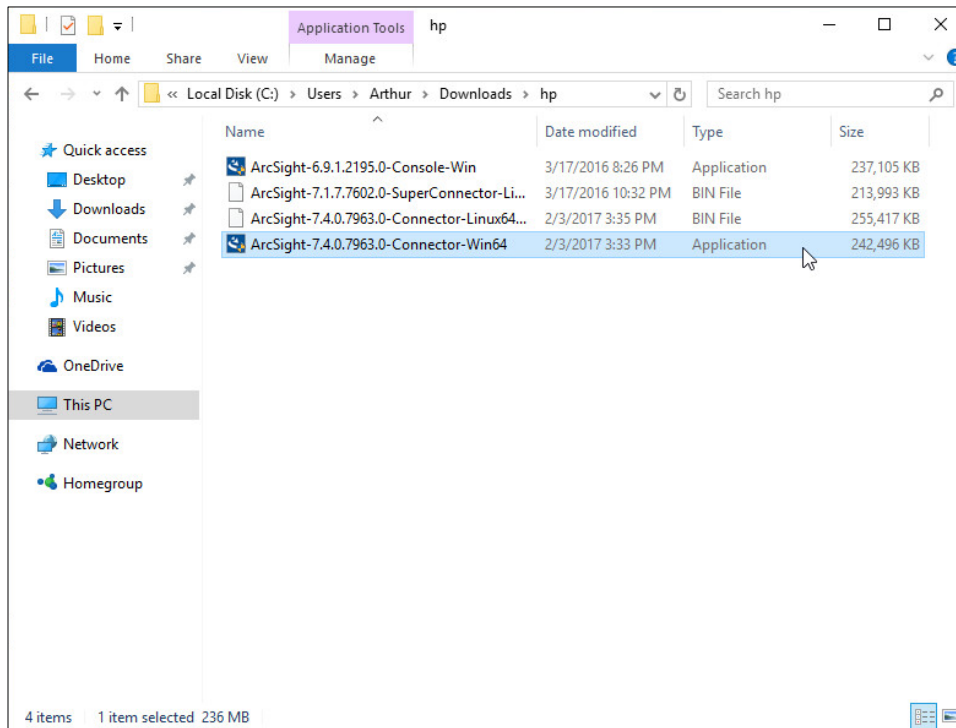 Application Tools hp
File Home Share View Manage
« Local Disk (C:) > Users > Arthur > Downloads > hp Search hp
Name Date modified Type Size
Quick access
Desktop
Downloads
Documents
Pictures
Music
Videos
OneDrive
This PC
Network
Homegroup
ArcSight-6.9.1.2195.0-Console-Win 3/17/2016 8:26 PM Application 237,105 KB
ArcSight-7.1.7.7602.0-SuperConnector-Li... 3/17/2016 10:32 PM BIN File 213,993 KB
ArcSight-7.4.0.7963.0-Connector-Linux64... 2/3/2017 3:35 PM BIN File 255,417 KB
ArcSight-7.4.0.7963.0-Connector-Win64 2/3/2017 3:33 PM Application 242,496 KB
4 items 1 item selected 236 MB